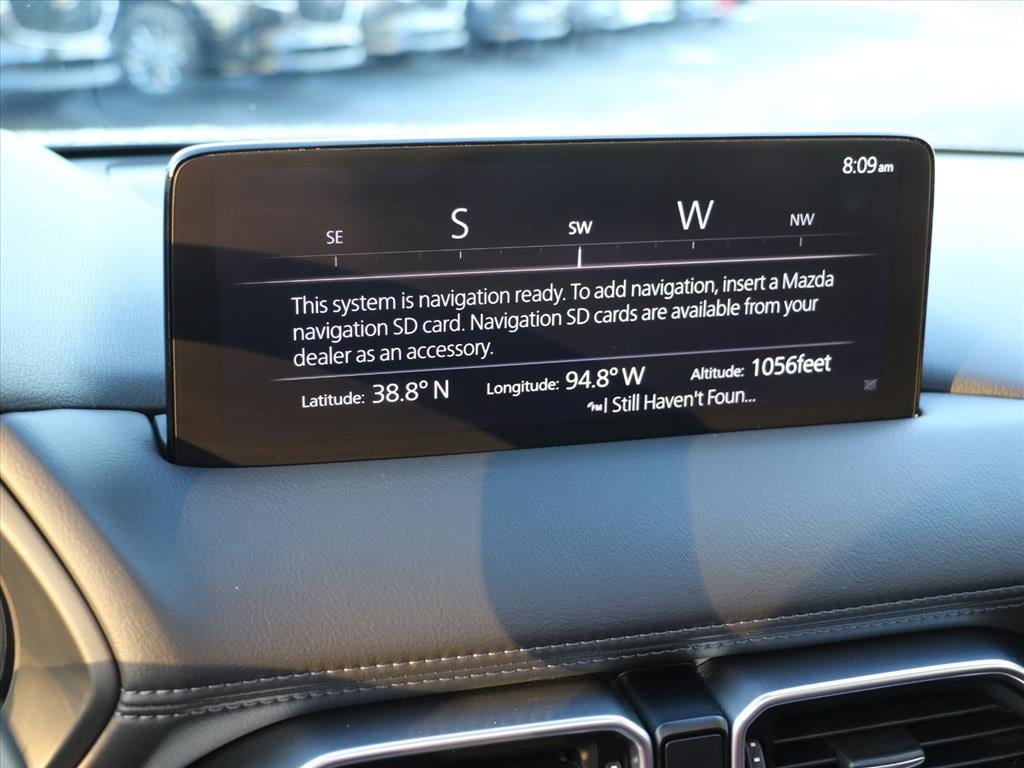 8:09am
SE S SW W NW
This system is navigation ready. To add navigation, insert a Mazda
navigation SD card. Navigation SD cards are available from your
dealer as an accessory.
Latitude: 38.8° N Longitude: 94.8° W Altitude: 1056feet
FM I Still Haven't Foun...